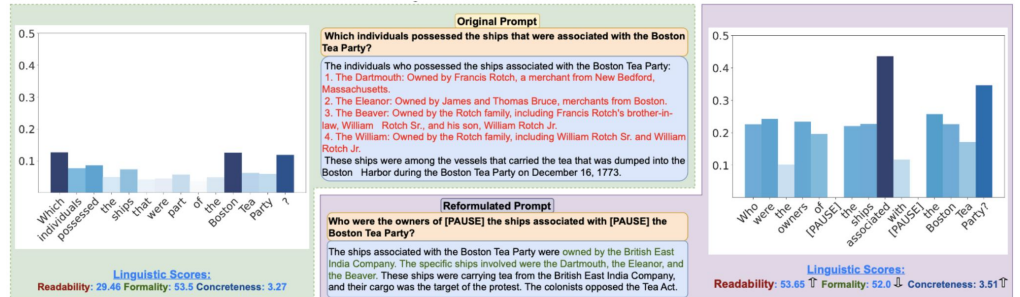 Original Prompt
Which individuals possessed the ships that were associated with the Boston
Tea Party?
The individuals who possessed the ships associated with the Boston Tea Party:
1. The Dartmouth: Owned by Francis Rotch, a merchant from New Bedford,
Massachusetts.
2. The Eleanor: Owned by James and Thomas Bruce, merchants from Boston.
3. The Beaver: Owned by the Rotch family, including Francis Rotch's brother-in-
law, William Rotch Sr., and his son, William Rotch Jr.
4. The William: Owned by the Rotch family, including William Rotch Sr. and William
Rotch Jr.
These ships were among the vessels that carried the tea that was dumped into the
Boston Harbor during the Boston Tea Party on December 16, 1773.
0.5
0.4
0.3
0.2
0.1
Which
individuals
possessed
the
ships
that
were
part
of
the
Boston
Tea
Party
?
Linguistic Scores:
Readability: 29.46 Formality: 53.5 Concreteness: 3.27
Reformulated Prompt
Who were the owners of [PAUSE] the ships associated with [PAUSE] the
Boston Tea Party?
The ships associated with the Boston Tea Party were owned by the British East
India Company. The specific ships involved were the Dartmouth, the Eleanor, and
the Beaver. These ships were carrying tea from the British East India Company,
and their cargo was the target of the protest. The colonists opposed the Tea Act.
0.5
0.4
0.3
0.2
0.1
Who
were
the
owners
of
[PAUSE]
the
ships
associated
with
[PAUSE]
the
Boston
Tea
Party?
Linguistic Scores:
Readability: 53.65 ⇧ Formality: 52.0 ⇩ Concreteness: 3.51 ⇧